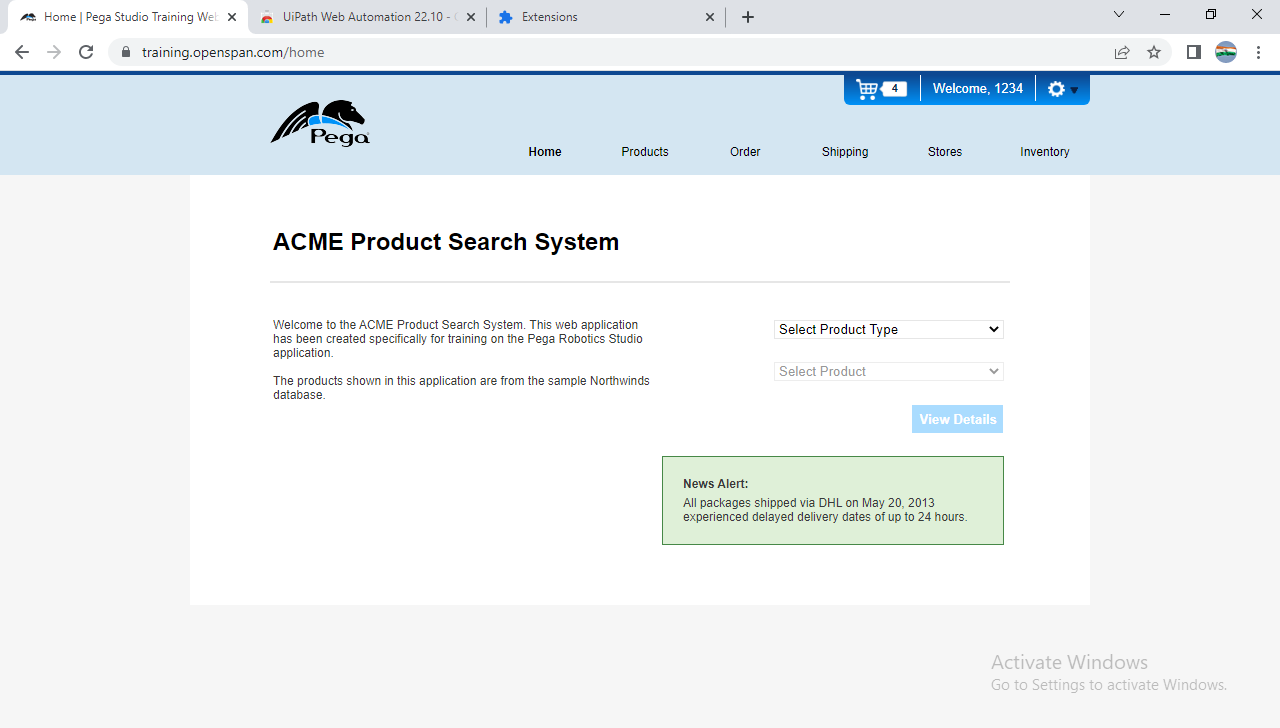 Home | Pega Studio Training Web
UiPath Web Automation 22.10 -
Extensions
training.openspan.com/home
4
Welcome, 1234
Pega
Home
Products
Order
Shipping
Stores
Inventory
ACME Product Search System
Welcome to the ACME Product Search System. This web application
has been created specifically for training on the Pega Robotics Studio
application.
The products shown in this application are from the sample Northwinds
database.
Select Product Type
Select Product
View Details
News Alert:
All packages shipped via DHL on May 20, 2013
experienced delayed delivery dates of up to 24 hours.
Activate Windows
Go to Settings to activate Windows.